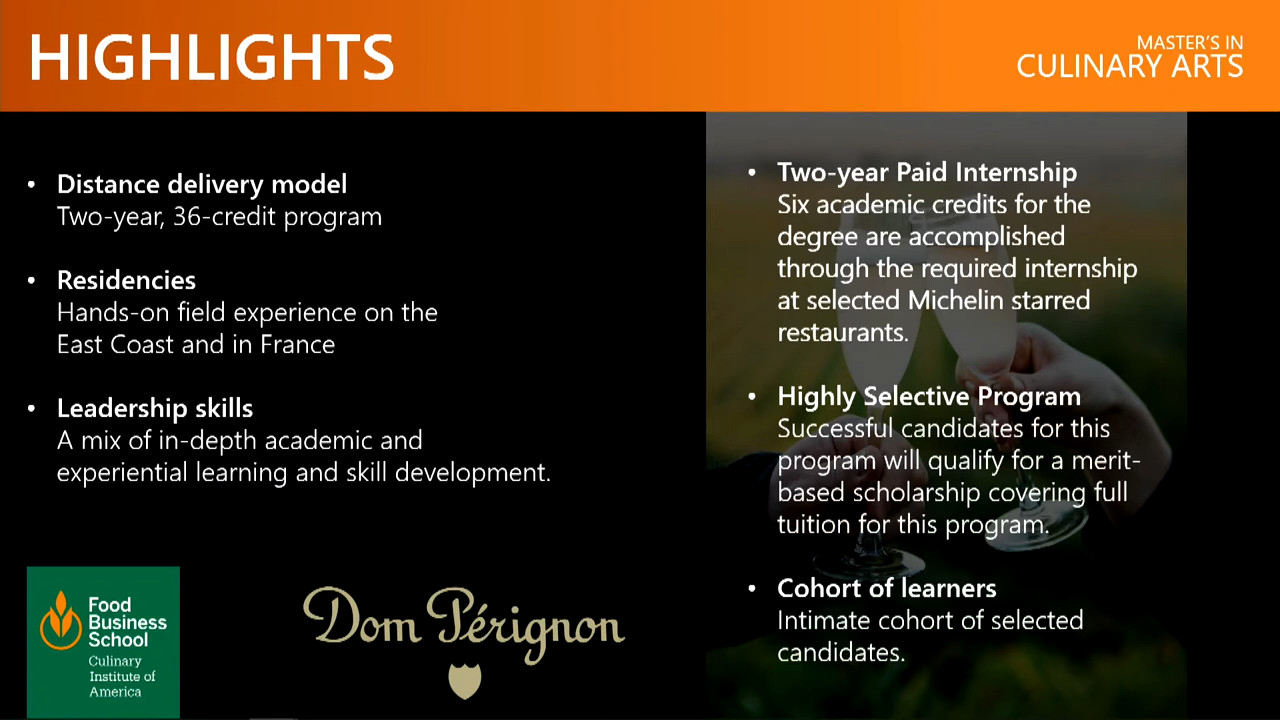 HIGHLIGHTS
MASTER'S IN
CULINARY ARTS
• Distance delivery model
Two-year, 36-credit program
• Residencies
Hands-on field experience on the
East Coast and in France
• Leadership skills
A mix of in-depth academic and
experiential learning and skill development.
• Two-year Paid Internship
Six academic credits for the
degree are accomplished
through the required internship
at selected Michelin starred
restaurants.
• Highly Selective Program
Successful candidates for this
program will qualify for a merit-
based scholarship covering full
tuition for this program.
• Cohort of learners
Intimate cohort of selected
candidates.
Food
Business
School
Culinary
Institute of
America
Dom Pérignon